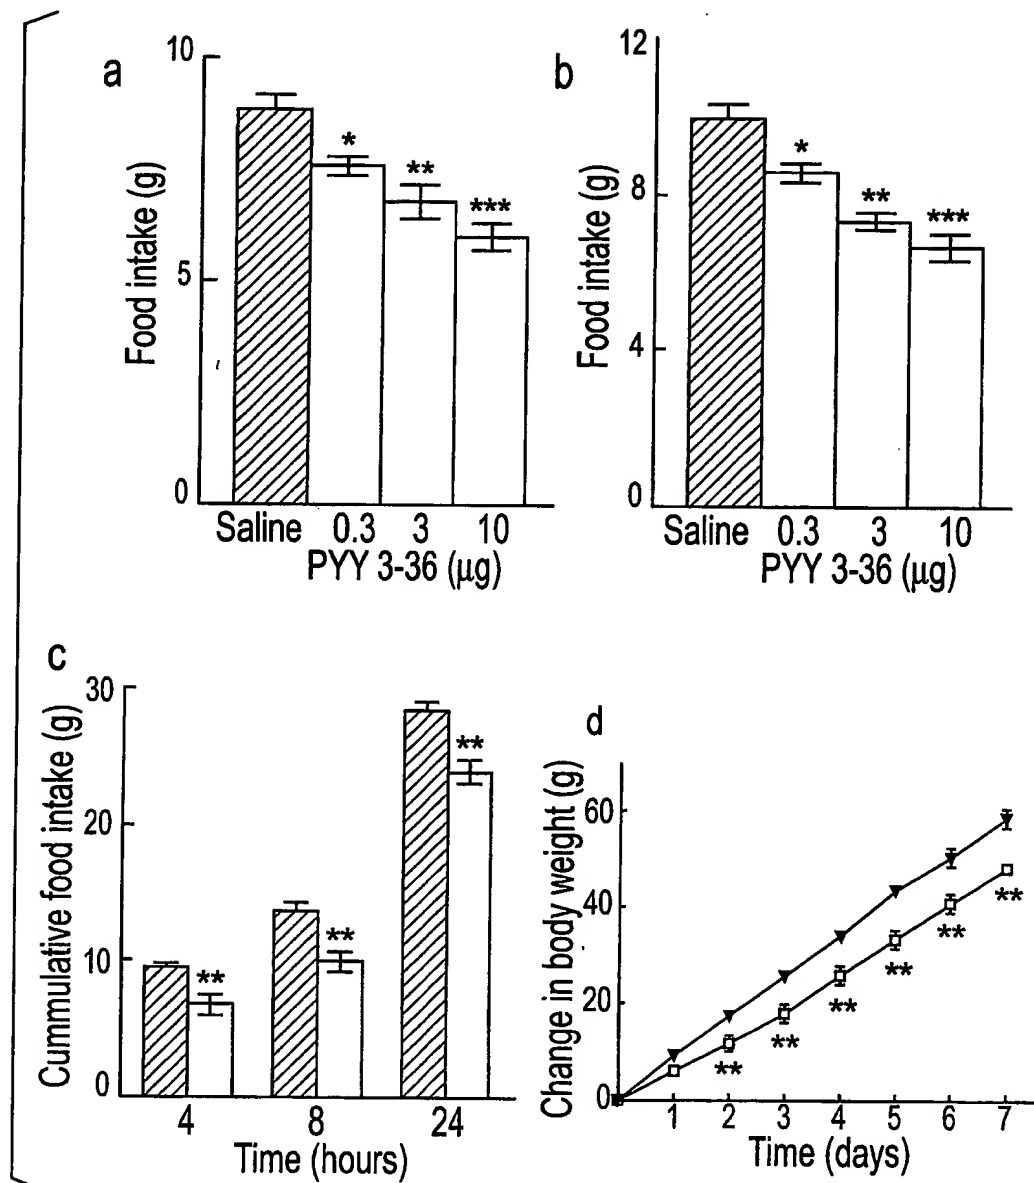 a
Food intake (g)
10
5
0
*
**
***
Saline 0.3 3 10
PYY 3-36 (μg)
b
Food intake (g)
12
8
4
0
*
**
***
Saline 0.3 3 10
PYY 3-36 (μg)
c
Cummulative food intake (g)
30
20
10
0
**
**
**
4 8 24
Time (hours)
d
Change in body weight (g)
60
40
20
0
**
**
**
**
**
**
1 2 3 4 5 6 7
Time (days)